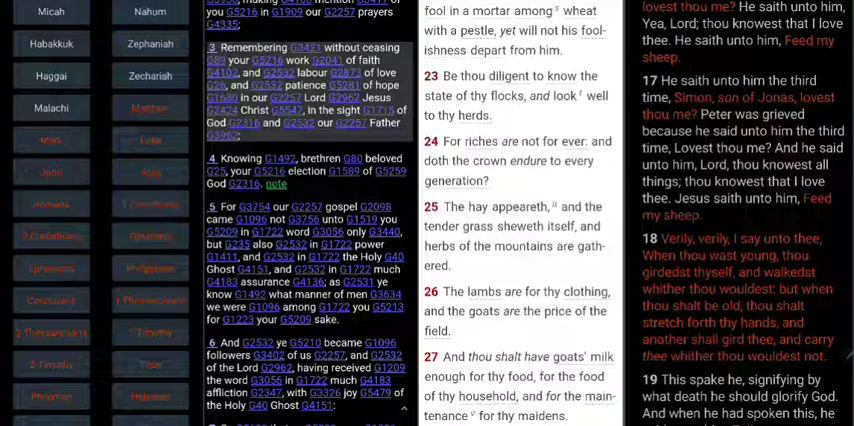 Micah Nahum
Habakkuk Zephaniah
Haggai Zechariah
Malachi Matthew
Mark Luke
John Acts
Romans 1 Corinthians
2 Corinthians Galatians
Ephesians Philippians
Colossians 1 Thessalonians
2 Thessalonians 1 Timothy
2 Timothy Titus
Philemon Hebrews
you G5216 in G1909 our G2257 prayers
G4335;
3 Remembering G3421 without ceasing
G89 your G5216 work G2041 of faith
G4102, and G2532 labour G2873 of love
G26, and G2532 patience G5281 of hope
G1680 in our G2257 Lord G2962 Jesus
G2424 Christ G5547, in the sight G1715 of
God G2316 and G2532 our G2257 Father
G3962;
4 Knowing G1492, brethren G80 beloved
G25, your G5216 election G1589 of G5259
God G2316. note
5 For G3754 our G2257 gospel G2098
came G1096 not G3756 unto G1519 you
G5209 in G1722 word G3056 only G3440,
but G235 also G2532 in G1722 power
G1411, and G2532 in G1722 the Holy G40
Ghost G4151, and G2532 in G1722 much
G4183 assurance G4136; as G2531 ye
know G1492 what manner of men G3634
we were G1096 among G1722 you G5213
for G1223 your G5209 sake.
6 And G2532 ye G5210 became G1096
followers G3402 of us G2257, and G2532
of the Lord G2962, having received G1209
the word G3056 in G1722 much G4183
affliction G2347, with G3326 joy G5479 of
the Holy G40 Ghost G4151:
fool in a mortar among s wheat
with a pestle, yet will not his fool-
ishness depart from him.
23 Be thou diligent to know the
state of thy flocks, and look r well
to thy herds.
24 For riches are not for ever: and
doth the crown endure to every
generation?
25 The hay appeareth, u and the
tender grass sheweth itself, and
herbs of the mountains are gath-
ered.
26 The lambs are for thy clothing,
and the goats are the price of the
field.
27 And thou shalt have goats' milk
enough for thy food, for the food
of thy household, and for the main-
tenance v for thy maidens.
lovest thou me? He saith unto him,
Yea, Lord; thou knowest that I love
thee. He saith unto him, Feed my
sheep.
17 He saith unto him the third
time, Simon, son of Jonas, lovest
thou me? Peter was grieved
because he said unto him the third
time, Lovest thou me? And he said
unto him, Lord, thou knowest all
things; thou knowest that I love
thee. Jesus saith unto him, Feed
my sheep.
18 Verily, verily, I say unto thee,
When thou wast young, thou
girdedst thyself, and walkedst
whither thou wouldest: but when
thou shalt be old, thou shalt
stretch forth thy hands, and
another shall gird thee, and carry
thee whither thou wouldest not.
19 This spake he, signifying by
what death he should glorify God.
And when he had spoken this, he